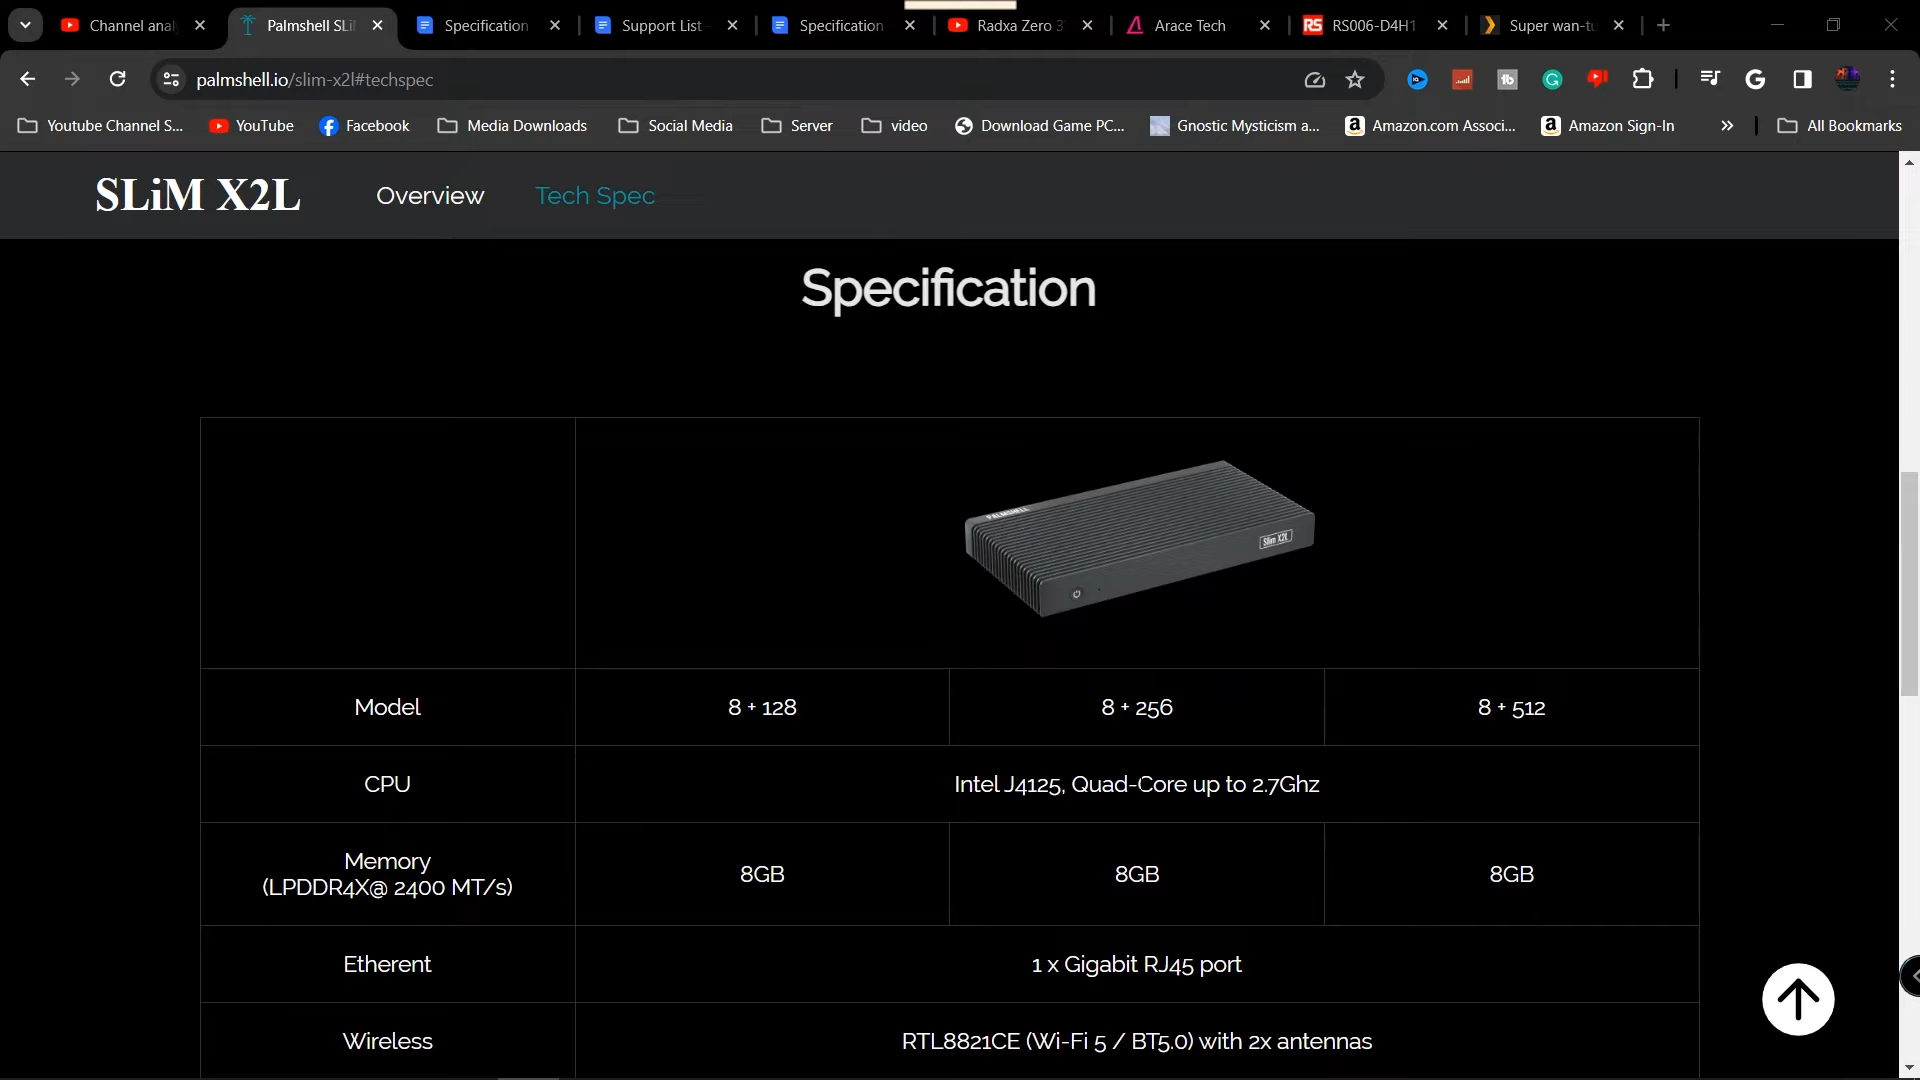 Channel anal
Palmshell SLi
Specification
Support List -
Specification
Radxa Zero 3
Arace Tech
RS RS006-D4H1
Super wan-tu
palmshell.io/slim-x2l#techspec
Youtube Channel S...
YouTube
Facebook
Media Downloads
Social Media
Server
video
Download Game PC...
Gnostic Mysticism a...
Amazon.com Associ...
Amazon Sign-In
All Bookmarks
SLiM X2L Overview Tech Spec
Specification
PALMSHELL
Slim X2L
Model 8 + 128 8 + 256 8 + 512
CPU Intel J4125, Quad-Core up to 2.7Ghz
Memory
(LPDDR4X@ 2400 MT/s) 8GB 8GB 8GB
Etherent 1 x Gigabit RJ45 port
Wireless RTL8821CE (Wi-Fi 5 / BT5.0) with 2x antennas